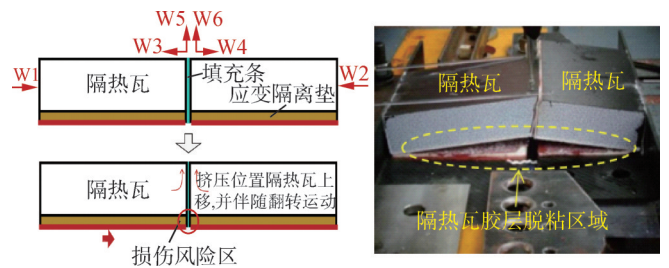 W5 W6
W3 W4
W1 隔热瓦 填充条 W2
应变隔离垫
隔热瓦 挤压位置隔热瓦上
移,并伴随翻转运动
损伤风险区
隔热瓦 隔热瓦
隔热瓦胶层脱粘区域